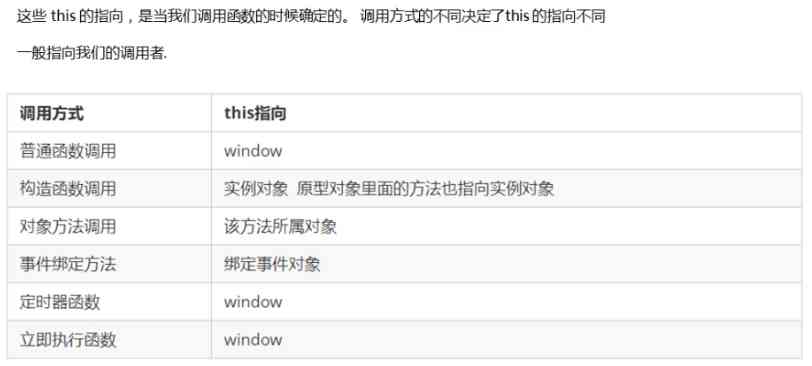 这些 this 的指向，是当我们调用函数的时候确定的。 调用方式的不同决定了this 的指向不同
一般指向我们的调用者.
调用方式 this指向
普通函数调用 window
构造函数调用 实例对象 原型对象里面的方法也指向实例对象
对象方法调用 该方法所属对象
事件绑定方法 绑定事件对象
定时器函数 window
立即执行函数 window